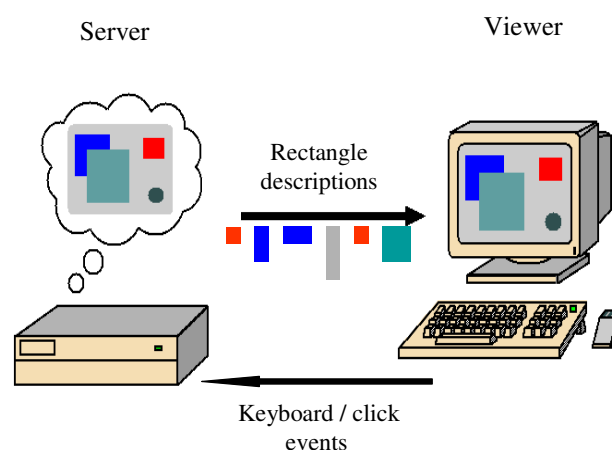 Server
Viewer
Rectangle
descriptions
Keyboard / click
events